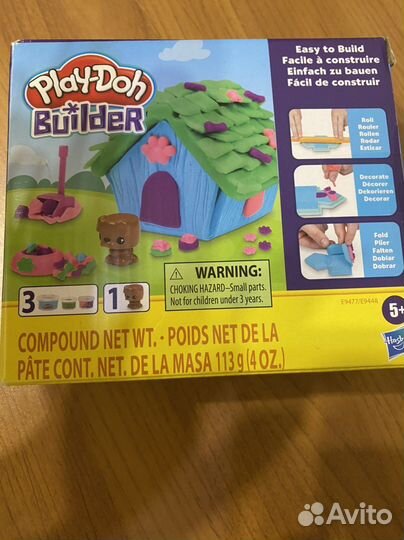 Play-Doh
BuildeR
Easy to Build
Facile à construire
Einfach zu bauen
Fácil de construir
Roll
Rouler
Rollen
Rodar
Estirar
Decorate
Décorer
Dekorieren
Decorar
Fold
Plier
Falten
Doblar
Dobrar
WARNING:
CHOKING HAZARD–Small parts.
Not for children under 3 years.
3
1
E9477/E9448
5+
COMPOUND NET WT. - POIDS NET DE LA
PÂTE CONT. NET. DE LA MASA 113 g (4 OZ.)
Hasbro
Avito